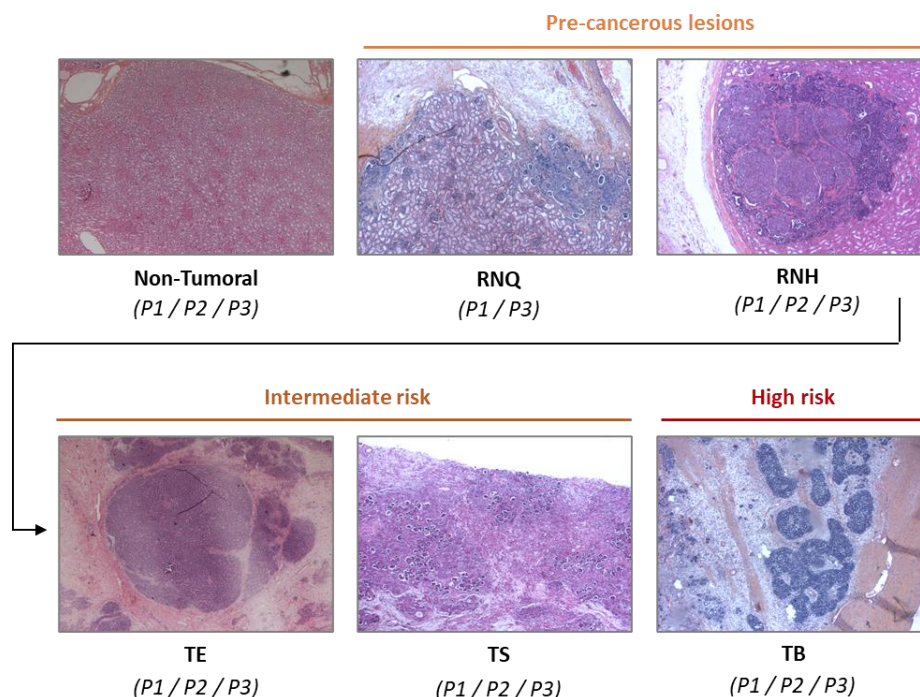 Pre-cancerous lesions
Non-Tumoral
(P1 / P2 / P3)
RNQ
(P1 / P3)
RNH
(P1 / P2 / P3)
Intermediate risk
High risk
TE
(P1 / P2 / P3)
TS
(P1 / P2 / P3)
TB
(P1 / P2 / P3)